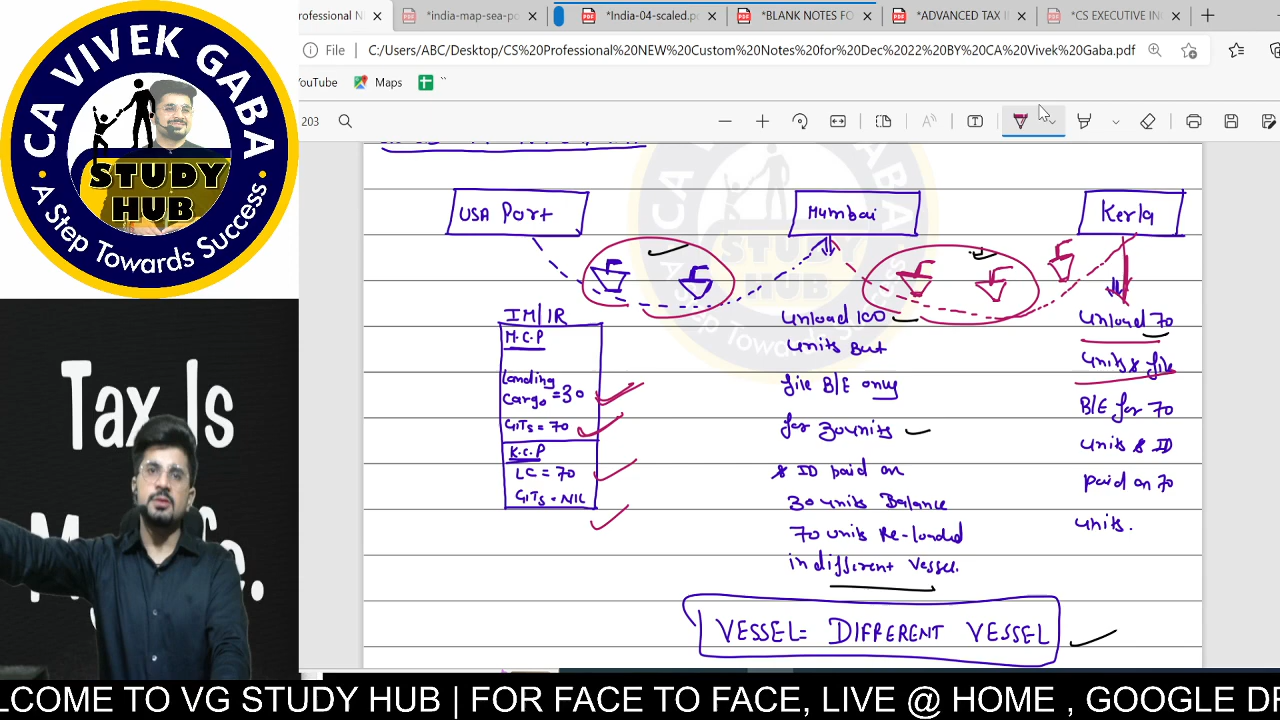 CA VIVEK GABA
STUDY
HUB
• A Step Towards Success •
Tax Is
rofessional N
*india-map-sea-po
*India-04-scaled.p
*BLANK NOTES FO
*ADVANCED TAX
*CS EXECUTIVE IN
File
C:/Users/ABC/Desktop/CS%20Professional%20NEW%20Custom%20Notes%20for%20Dec%2022%20BY%20CA%20Vivek%20Gaba.pdf
ouTube
Maps
``
203
USA Port
Mumbai
Kerla
IM/IR
M.C.P
Landing
Cargo =30
GITs = 70
K.C.P
LC = 70
GITs = NIL
unload 100
units But
file B/E only
for 30 units
& ID paid on
30 units Balance
70 units Re-loaded
in different Vessel.
unload 70
units & file
B/E for 70
units & ID
paid on 70
units.
VESSEL= DIFFERENT VESSEL
LCOME TO VG STUDY HUB | FOR FACE TO FACE, LIVE @ HOME , GOOGLE DR